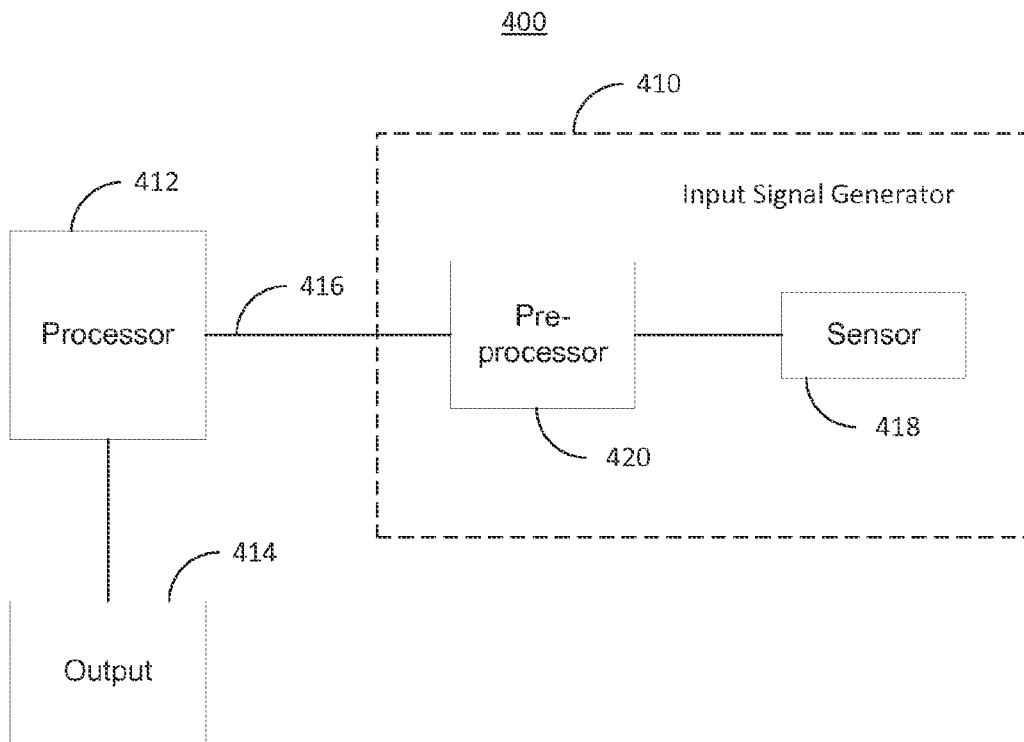 400
410
412
Input Signal Generator
416
Processor
Pre-
processor
Sensor
418
420
414
Output